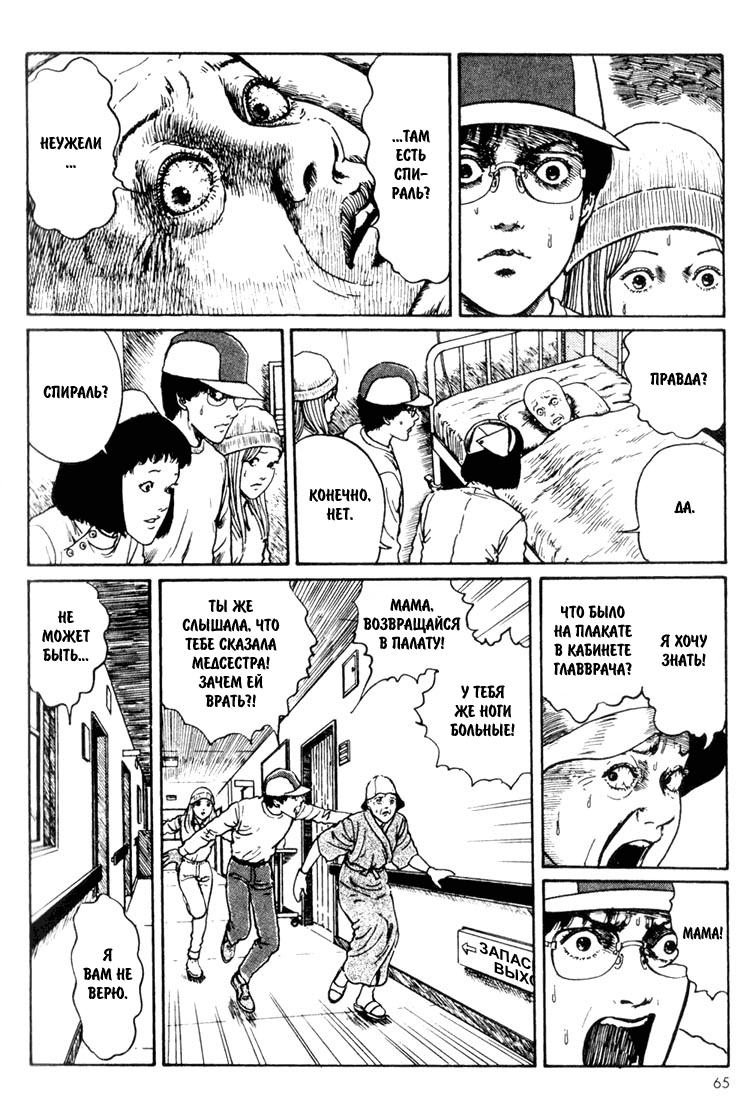 НЕУЖЕЛИ
...
...ТАМ
ЕСТЬ
СПИ-
РАЛЬ?
СПИРАЛЬ?
КОНЕЧНО,
НЕТ.
ПРАВДА?
ДА.
НЕ
МОЖЕТ
БЫТЬ...
Я
ВАМ НЕ
ВЕРЮ.
ТЫ ЖЕ
СЛЫШАЛА, ЧТО
ТЕБЕ СКАЗАЛА
МЕДСЕСТРА!
ЗАЧЕМ ЕЙ
ВРАТЬ?!
МАМА,
ВОЗВРАЩАЙСЯ
В ПАЛАТУ!
У ТЕБЯ
ЖЕ НОГИ
БОЛЬНЫЕ!
ЗАПАС
ВЫХО
ЧТО БЫЛО
НА ПЛАКАТЕ
В КАБИНЕТЕ
ГЛАВВРАЧА?
Я ХОЧУ
ЗНАТЬ!
МАМА!
65